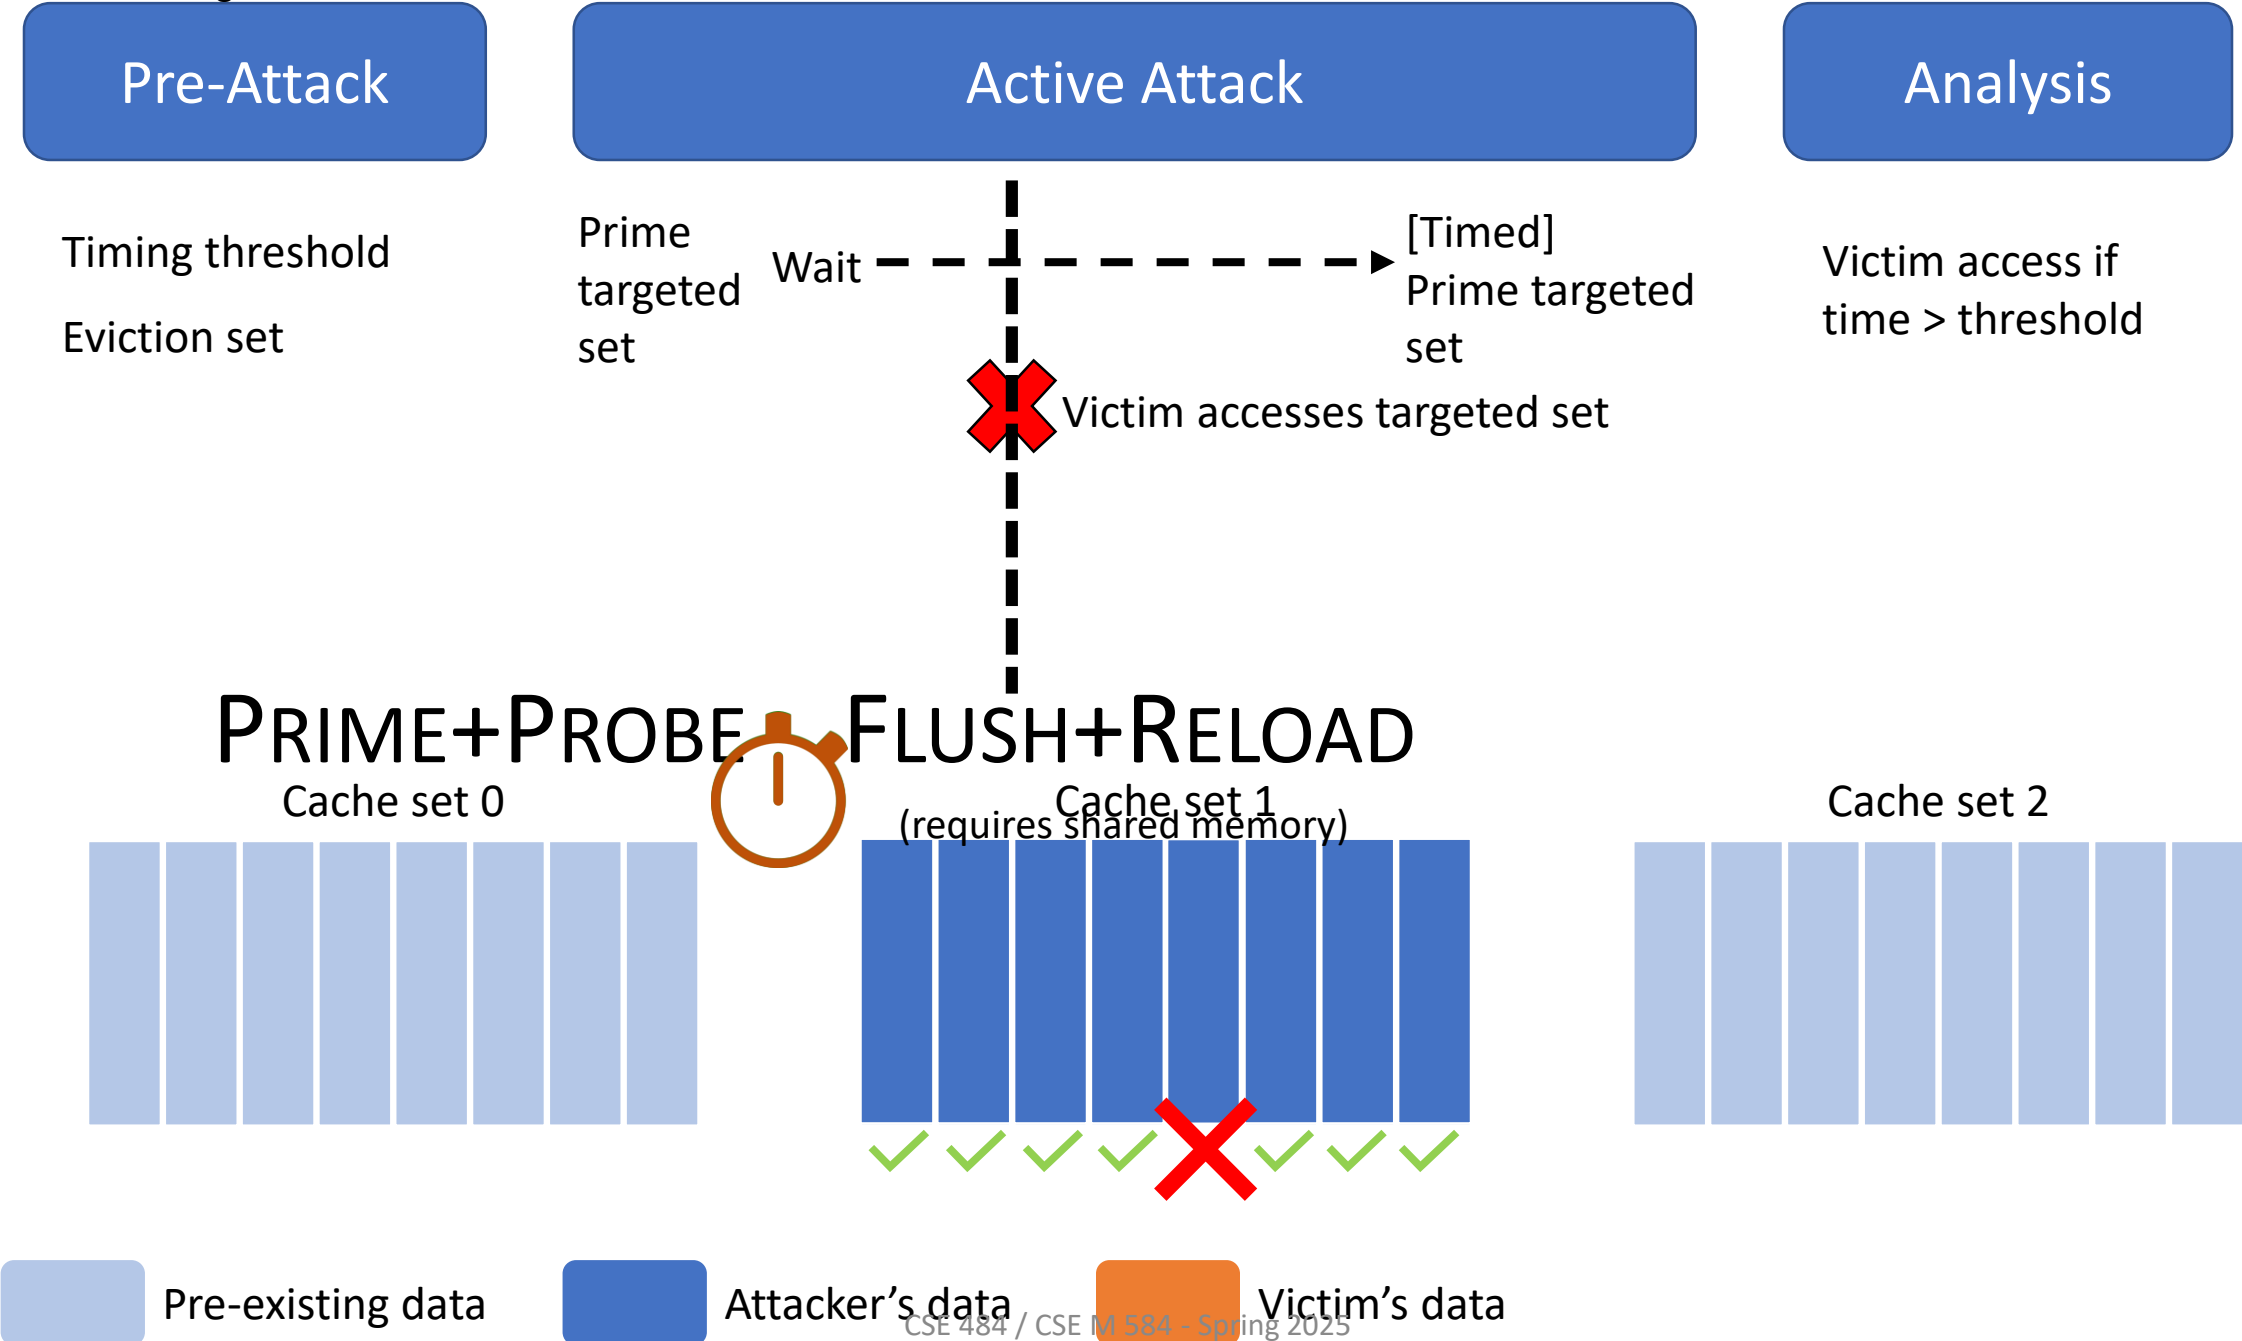 Pre-Attack
Active Attack
Analysis
Timing threshold
Eviction set
Prime
targeted
set
Wait
[Timed]
Prime targeted
set
Victim accesses targeted set
Victim access if
time > threshold
PRIME+PROBE
FLUSH+RELOAD
(requires shared memory)
Cache set 0
Cache set 1
Cache set 2
Pre-existing data
Attacker's data
Victim's data
CSE 484 / CSE M 584 - Spring 2025